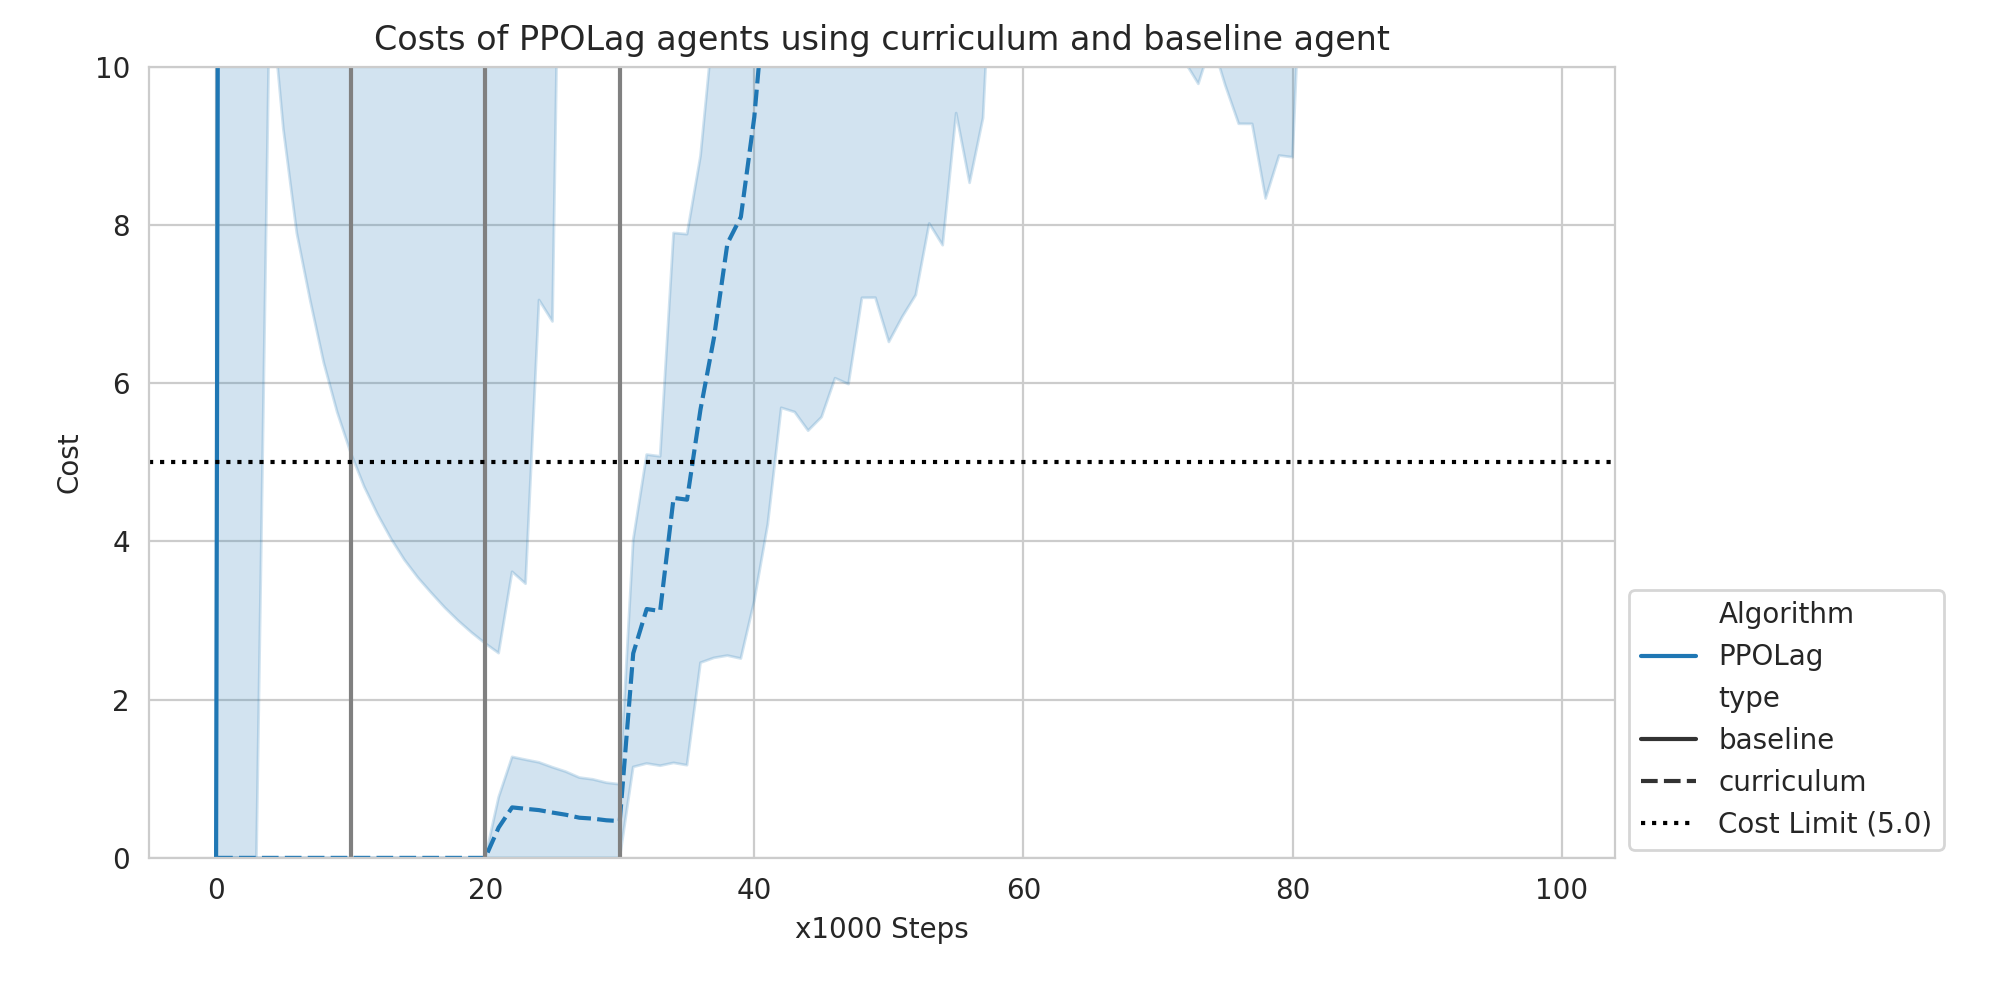 Costs of PPOLag agents using curriculum and baseline agent
10
8
6
4
2
0
Cost
0 20 40 60 80 100
x1000 Steps
Algorithm
PPOLag
type
baseline
curriculum
Cost Limit (5.0)